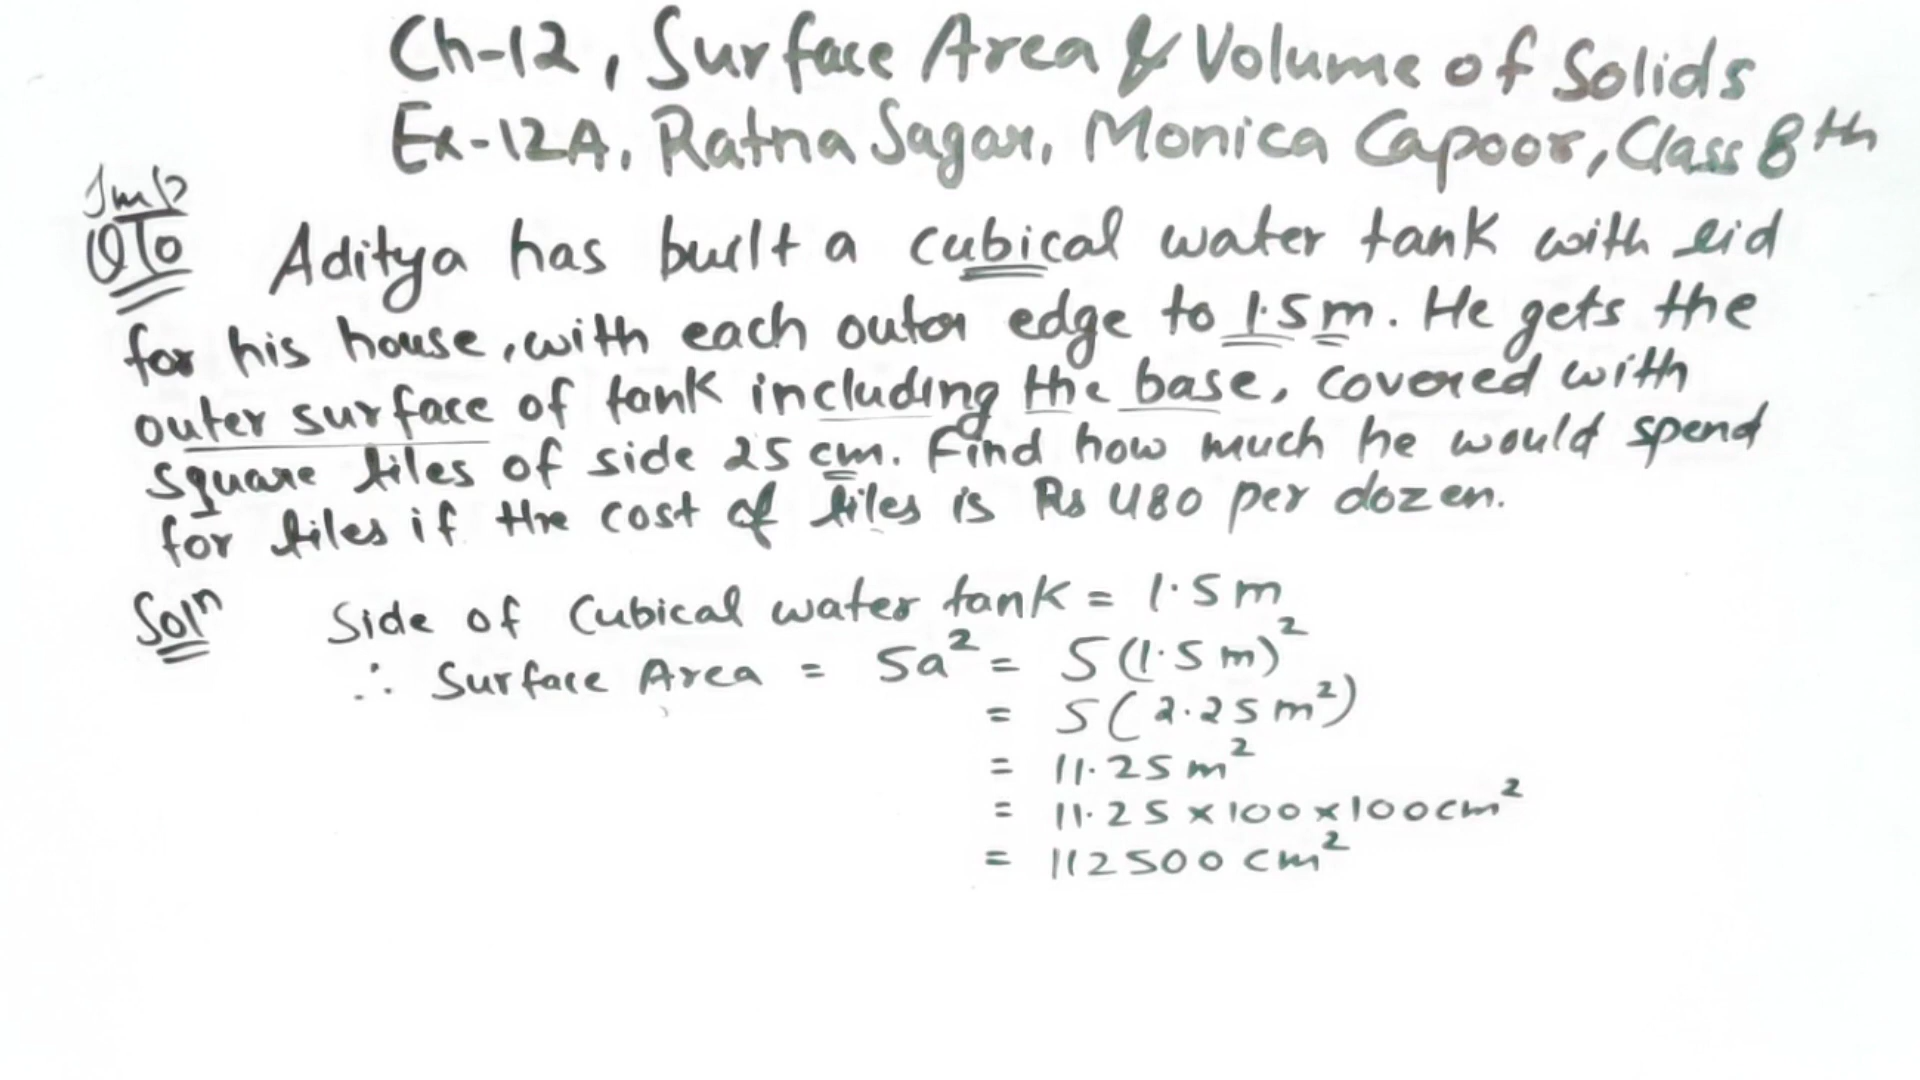 Ch-12, Surface Area & Volume of Solids
Ex-12A, Ratna Sagar, Monica Capoor, Class 8th
Imp
Q10 Aditya has built a cubical water tank with lid
for his house, with each outer edge to 1.5m. He gets the
outer surface of tank including the base, covered with
square tiles of side 25 cm. Find how much he would spend
for tiles if the cost of tiles is Rs 480 per dozen.
Soln Side of Cubical water tank = 1.5m
∴ Surface Area = 5a² = 5(1.5m)²
= 5(2.25m²)
= 11.25m²
= 11.25×100×100cm²
= 112500 cm²